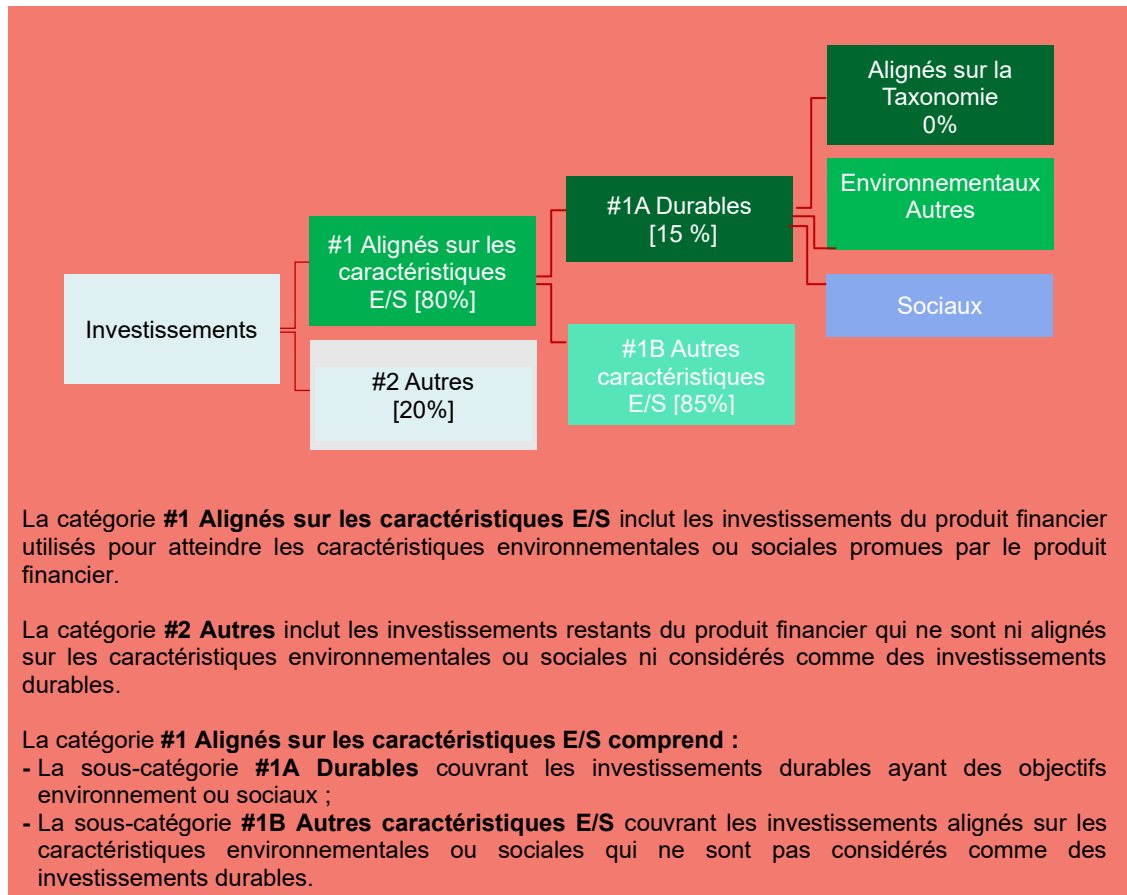 Alignés sur la
Taxonomie
0%
Environnementaux
Autres
#1A Durables
[15 %]
#1 Alignés sur les
caractéristiques
E/S [80%]
Sociaux
Investissements
#1B Autres
caractéristiques
E/S [85%]
#2 Autres
[20%]
La catégorie #1 Alignés sur les caractéristiques E/S inclut les investissements du produit financier
utilisés pour atteindre les caractéristiques environnementales ou sociales promues par le produit
financier.
La catégorie #2 Autres inclut les investissements restants du produit financier qui ne sont ni alignés
sur les caractéristiques environnementales ou sociales ni considérés comme des investissements
durables.
La catégorie #1 Alignés sur les caractéristiques E/S comprend :
- La sous-catégorie #1A Durables couvrant les investissements durables ayant des objectifs
environnement ou sociaux ;
- La sous-catégorie #1B Autres caractéristiques E/S couvrant les investissements alignés sur les
caractéristiques environnementales ou sociales qui ne sont pas considérés comme des
investissements durables.